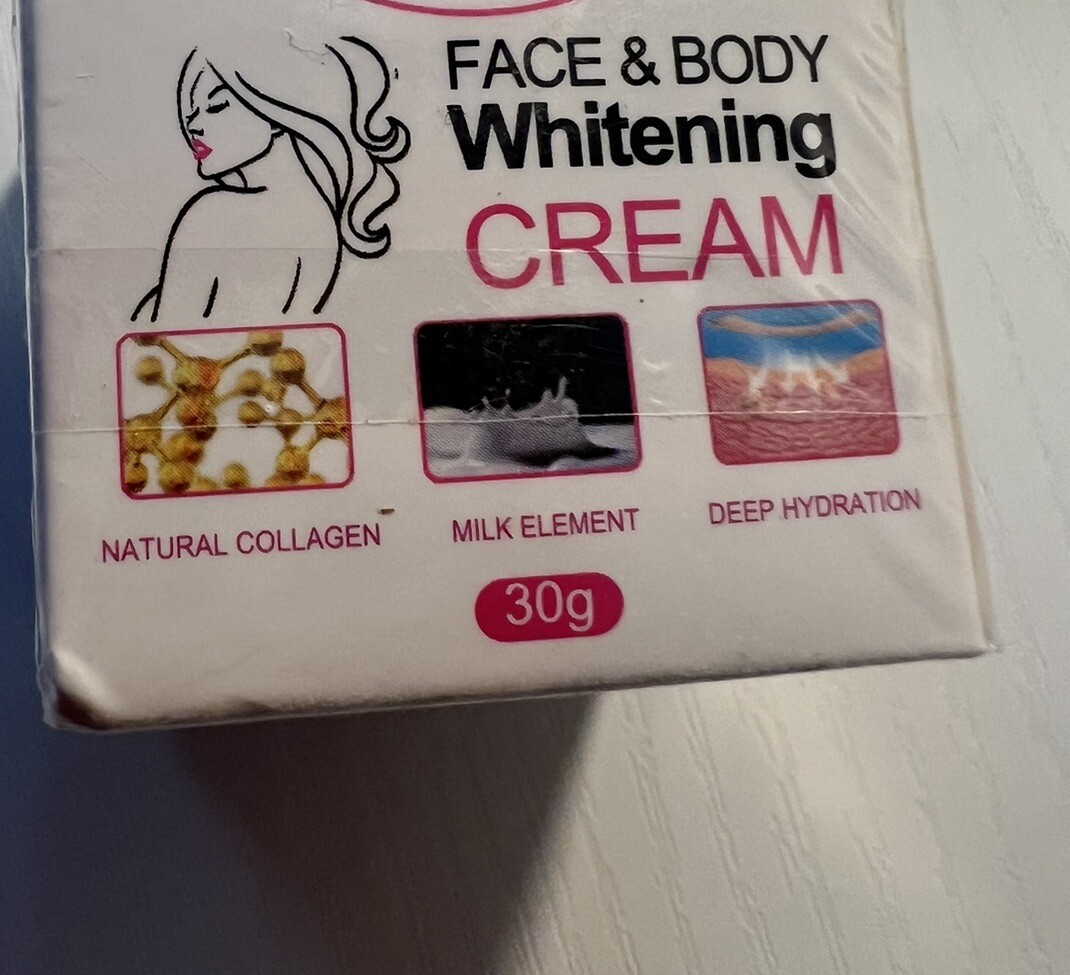 FACE & BODY
Whitening
CREAM
NATURAL COLLAGEN
MILK ELEMENT
DEEP HYDRATION
30g